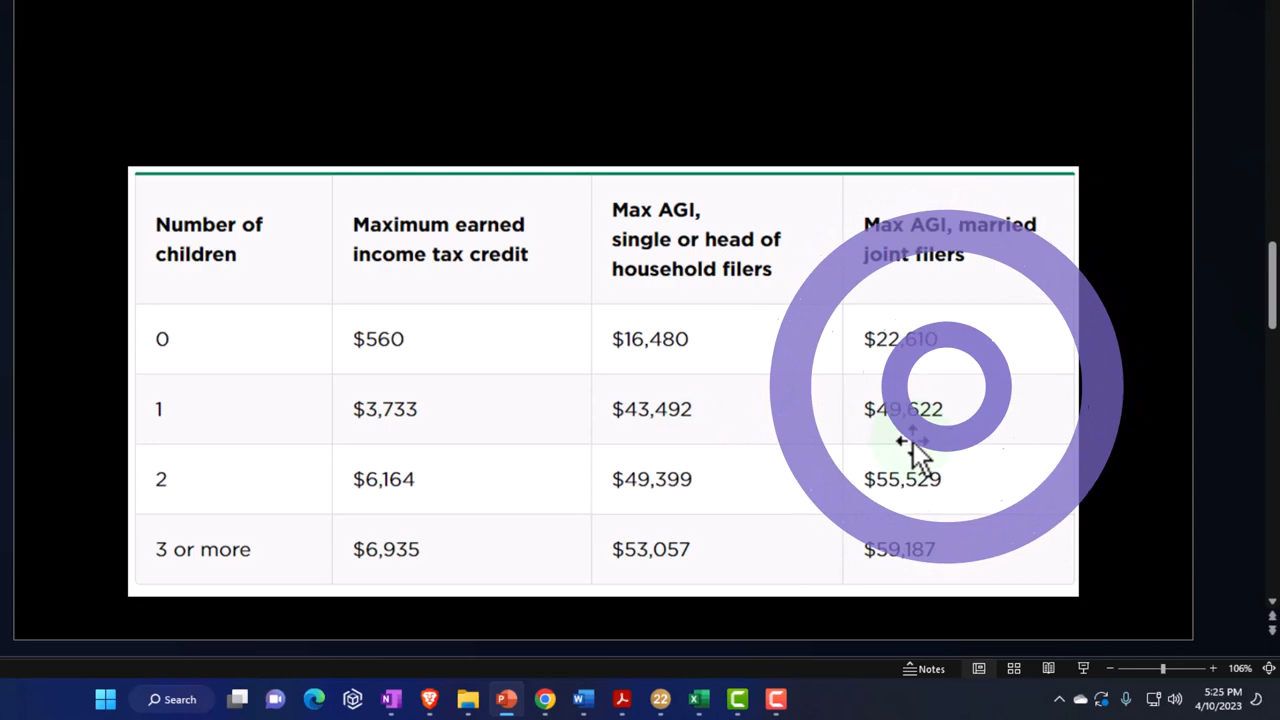 Number of children
Maximum earned income tax credit
Max AGI, single or head of household filers
Max AGI, married joint filers
0 $560 $16,480 $22,610
1 $3,733 $43,492 $49,622
2 $6,164 $49,399 $55,529
3 or more $6,935 $53,057 $59,187
Notes
106%
Search
22
5:25 PM
4/10/2023